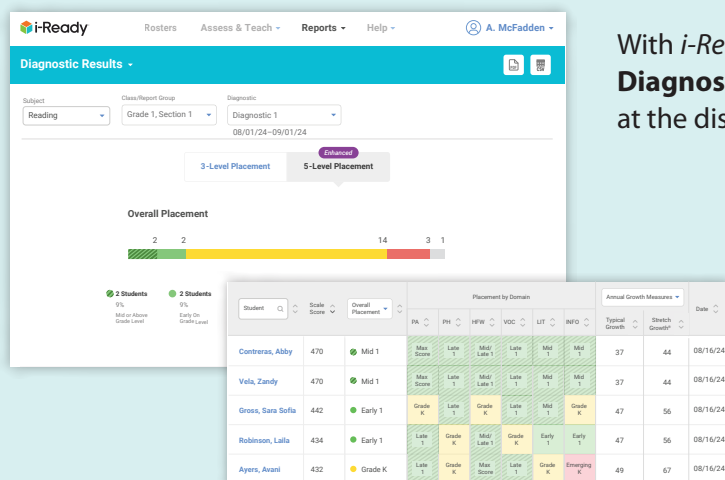 i-Ready Rosters Assess & Teach Reports Help A. McFadden
Diagnostic Results PDF CSV
Subject Class/Report Group Diagnostic
Reading Grade 1, Section 1 Diagnostic 1
08/01/24–09/01/24
Enhanced
3-Level Placement 5-Level Placement
Overall Placement
2 2 14 3 1
2 Students 2 Students
9% 9%
Mid or Above Early On
Grade Level Grade Level
With i-Re
Diagnos
at the dis
Student Scale Score Overall Placement Placement by Domain Annual Growth Measures Date
PA PH HFW VOC LIT INFO Typical Growth Stretch Growth®
Contreras, Abby 470 Mid 1 Max Score Late 1 Mid/ Late 1 Late 1 Mid 1 Mid 1 37 44 08/16/24
Vela, Zandy 470 Mid 1 Max Score Late 1 Mid/ Late 1 Late 1 Mid 1 Mid 1 37 44 08/16/24
Gross, Sara Sofia 442 Early 1 Grade K Late 1 Mid/ Late 1 Late 1 Mid 1 Grade K 47 56 08/16/24
Robinson, Laila 434 Early 1 Late 1 Grade K Mid/ Late 1 Grade K Early 1 Early 1 47 56 08/16/24
Ayers, Avani 432 Grade K Late 1 Grade K Max Score Late 1 Grade K Emerging K 49 67 08/16/24